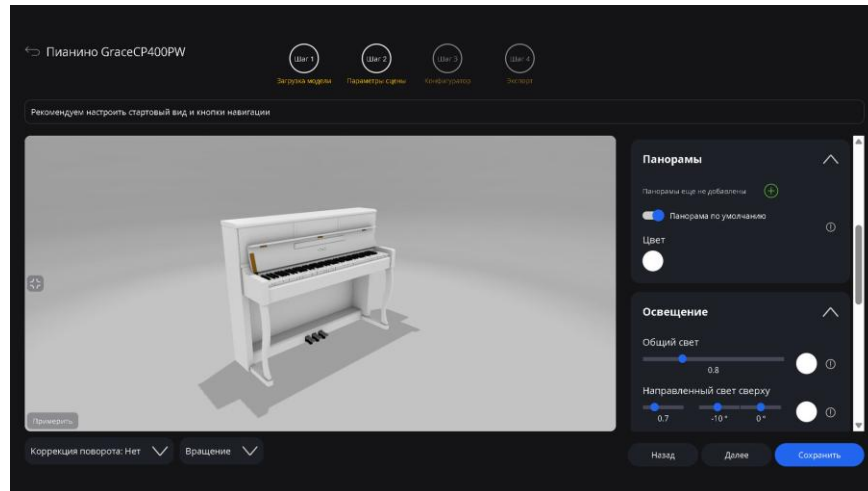 Пианино GraceCP400PW
Шаг 1
Шаг 2
Шаг 3
Шаг 4
Загрузка модели
Параметры сцены
Конфигуратор
Экспорт
Рекомендуем настроить стартовый вид и кнопки навигации
Панорамы
Панорамы еще не добавлены
Панорама по умолчанию
Цвет
Освещение
Общий свет
0.8
Направленный свет сверху
0.7 -10° 0°
Примерить
Коррекция поворота: Нет
Вращение
Назад
Далее
Сохранить